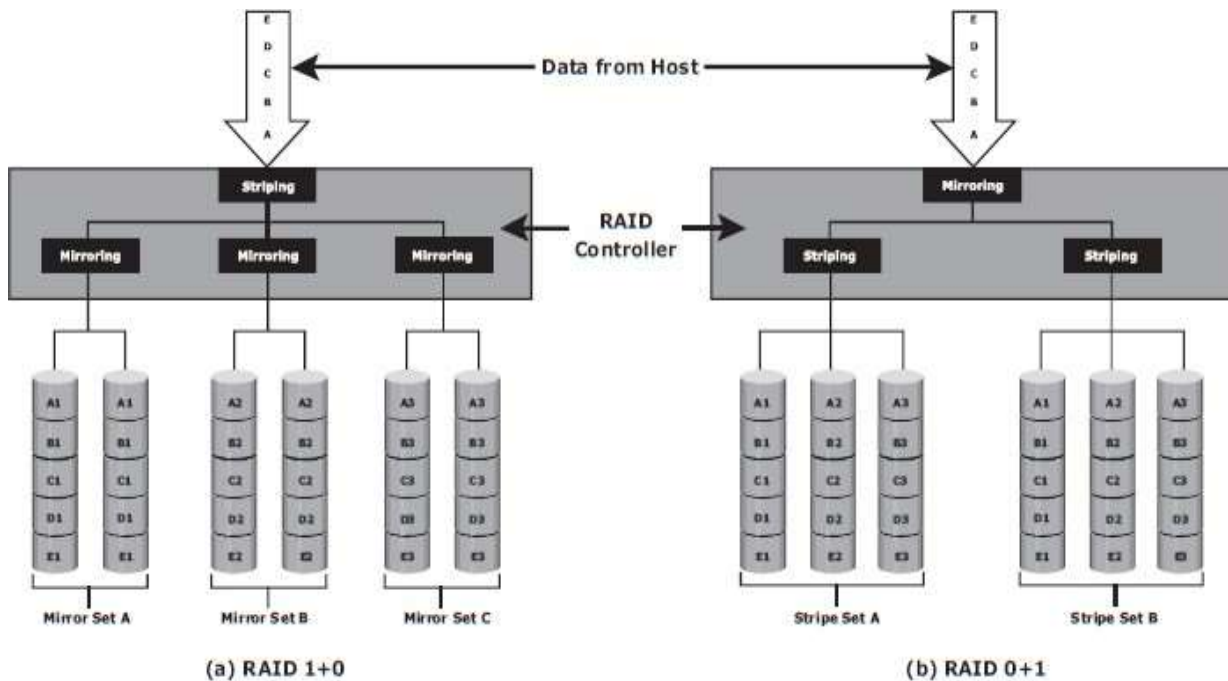 E
D
C
B
A
Data from Host
E
D
C
B
A
Striping
Mirroring
Mirroring
Mirroring
RAID
Controller
Mirroring
Striping
Striping
A1 A1 A2 A2 A3 A3
B1 B1 B2 B2 B3 B3
C1 C1 C2 C2 C3 C3
D1 D1 D2 D2 D3 D3
E1 E1 E2 E2 E3 E3
Mirror Set A
Mirror Set B
Mirror Set C
(a) RAID 1+0
A1 A2 A3 A1 A2 A3
B1 B2 B3 B1 B2 B3
C1 C2 C3 C1 C2 C3
D1 D2 D3 D1 D2 D3
E1 E2 E3 E1 E2 E3
Stripe Set A
Stripe Set B
(b) RAID 0+1